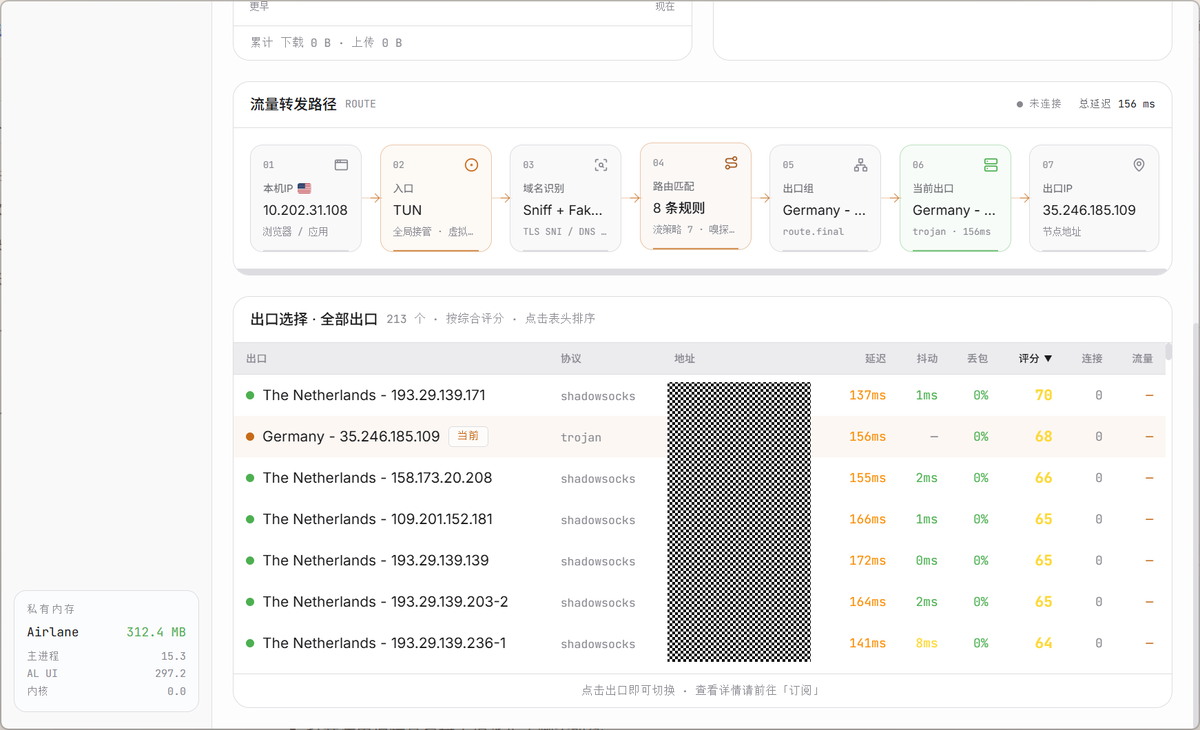 更早 现在
累计 下载 0 B · 上传 0 B
流量转发路径 ROUTE
未连接 总延迟 156 ms
01
本机IP
10.202.31.108
浏览器 / 应用
02
入口
TUN
全局接管 · 虚拟…
03
域名识别
Sniff + Fak...
TLS SNI / DNS …
04
路由匹配
8 条规则
流策略 7 · 嗅探…
05
出口组
Germany - ...
route.final
06
当前出口
Germany - ...
trojan · 156ms
07
出口IP
35.246.185.109
节点地址
出口选择 · 全部出口 213 个 · 按综合评分 · 点击表头排序
出口 协议 地址 延迟 抖动 丢包 评分 ▼ 连接 流量
The Netherlands - 193.29.139.171 shadowsocks 137ms 1ms 0% 70 0 —
Germany - 35.246.185.109 当前 trojan 156ms — 0% 68 0 —
The Netherlands - 158.173.20.208 shadowsocks 155ms 2ms 0% 66 0 —
The Netherlands - 109.201.152.181 shadowsocks 166ms 1ms 0% 65 0 —
The Netherlands - 193.29.139.139 shadowsocks 172ms 0ms 0% 65 0 —
The Netherlands - 193.29.139.203-2 shadowsocks 164ms 2ms 0% 65 0 —
The Netherlands - 193.29.139.236-1 shadowsocks 141ms 8ms 0% 64 0 —
点击出口即可切换 · 查看详情请前往「订阅」
私有内存
Airlane 312.4 MB
主进程 15.3
AL UI 297.2
内核 0.0